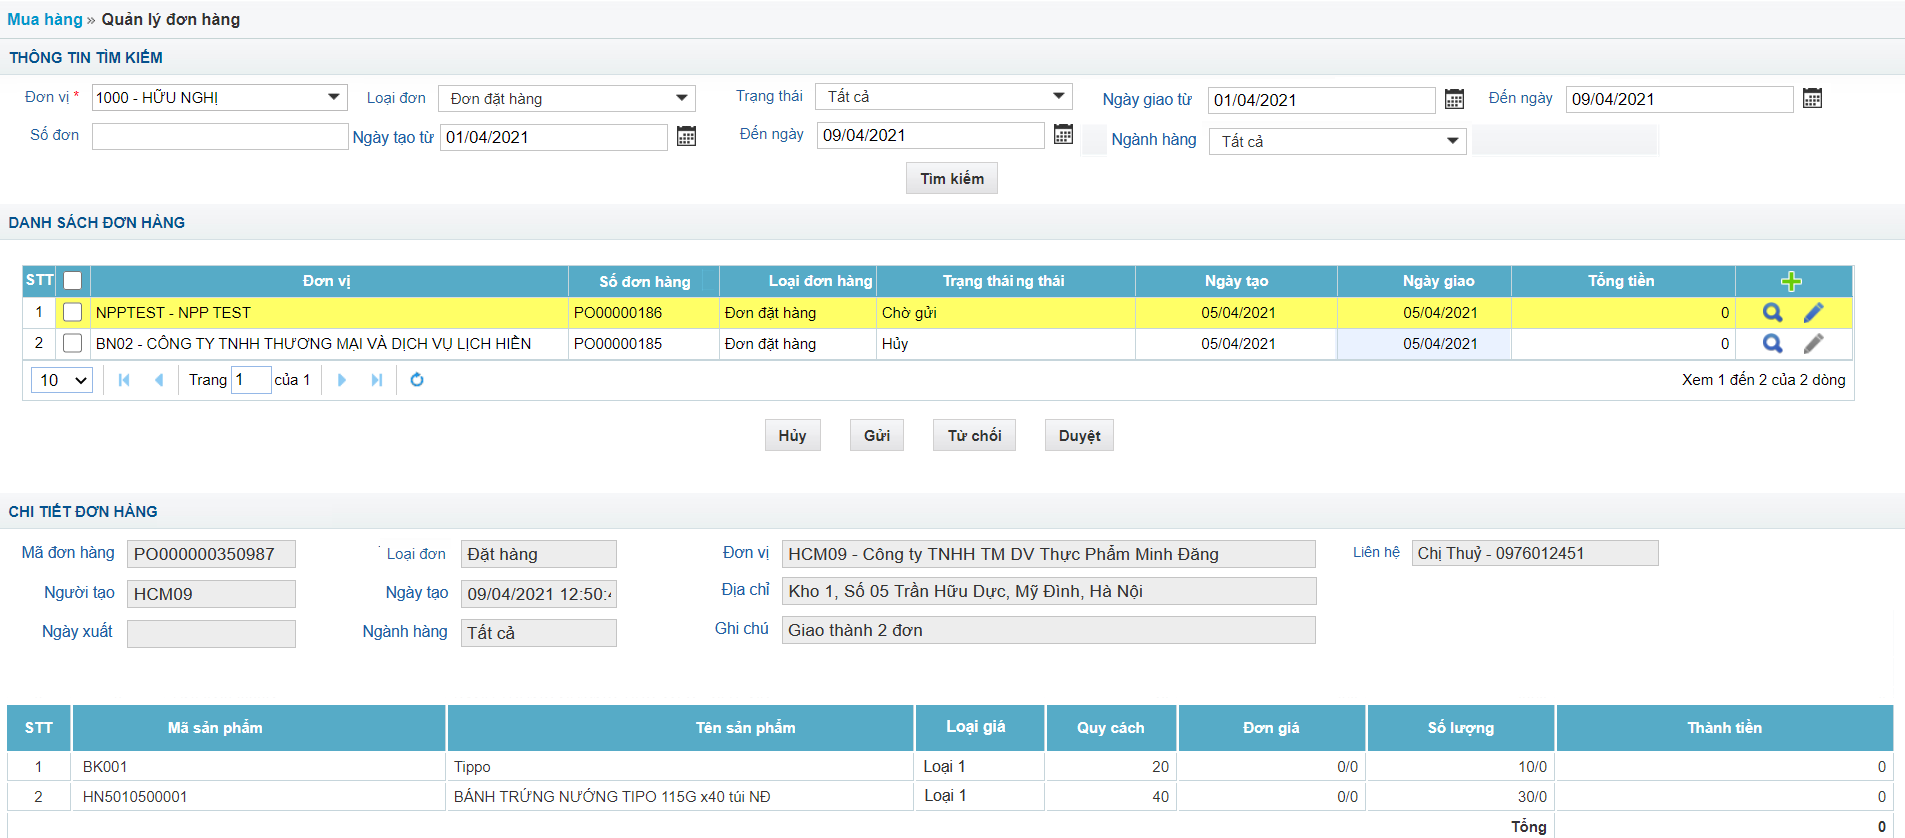 Mua hàng » Quản lý đơn hàng
THÔNG TIN TÌM KIẾM
Đơn vị * 1000 - HỮU NGHỊ Loại đơn Đơn đặt hàng Trạng thái Tất cả Ngày giao từ 01/04/2021 Đến ngày 09/04/2021
Số đơn Ngày tạo từ 01/04/2021 Đến ngày 09/04/2021 Ngành hàng Tất cả
Tìm kiếm
DANH SÁCH ĐƠN HÀNG
STT Đơn vị Số đơn hàng Loại đơn hàng Trạng thái ng thái Ngày tạo Ngày giao Tổng tiền
1 NPPTEST - NPP TEST PO00000186 Đơn đặt hàng Chờ gửi 05/04/2021 05/04/2021 0
2 BN02 - CÔNG TY TNHH THƯƠNG MẠI VÀ DỊCH VỤ LỊCH HIỀN PO00000185 Đơn đặt hàng Hủy 05/04/2021 05/04/2021 0
10 Trang 1 của 1 Xem 1 đến 2 của 2 dòng
Hủy Gửi Từ chối Duyệt
CHI TIẾT ĐƠN HÀNG
Mã đơn hàng PO000000350987 Loại đơn Đặt hàng Đơn vị HCM09 - Công ty TNHH TM DV Thực Phẩm Minh Đăng Liên hệ Chị Thuỷ - 0976012451
Người tạo HCM09 Ngày tạo 09/04/2021 12:50: Địa chỉ Kho 1, Số 05 Trần Hữu Dực, Mỹ Đình, Hà Nội
Ngày xuất Ngành hàng Tất cả Ghi chú Giao thành 2 đơn
STT Mã sản phẩm Tên sản phẩm Loại giá Quy cách Đơn giá Số lượng Thành tiền
1 BK001 Tippo Loại 1 20 0/0 10/0 0
2 HN5010500001 BÁNH TRỨNG NƯỚNG TIPO 115G x40 túi NĐ Loại 1 40 0/0 30/0 0
Tổng 0